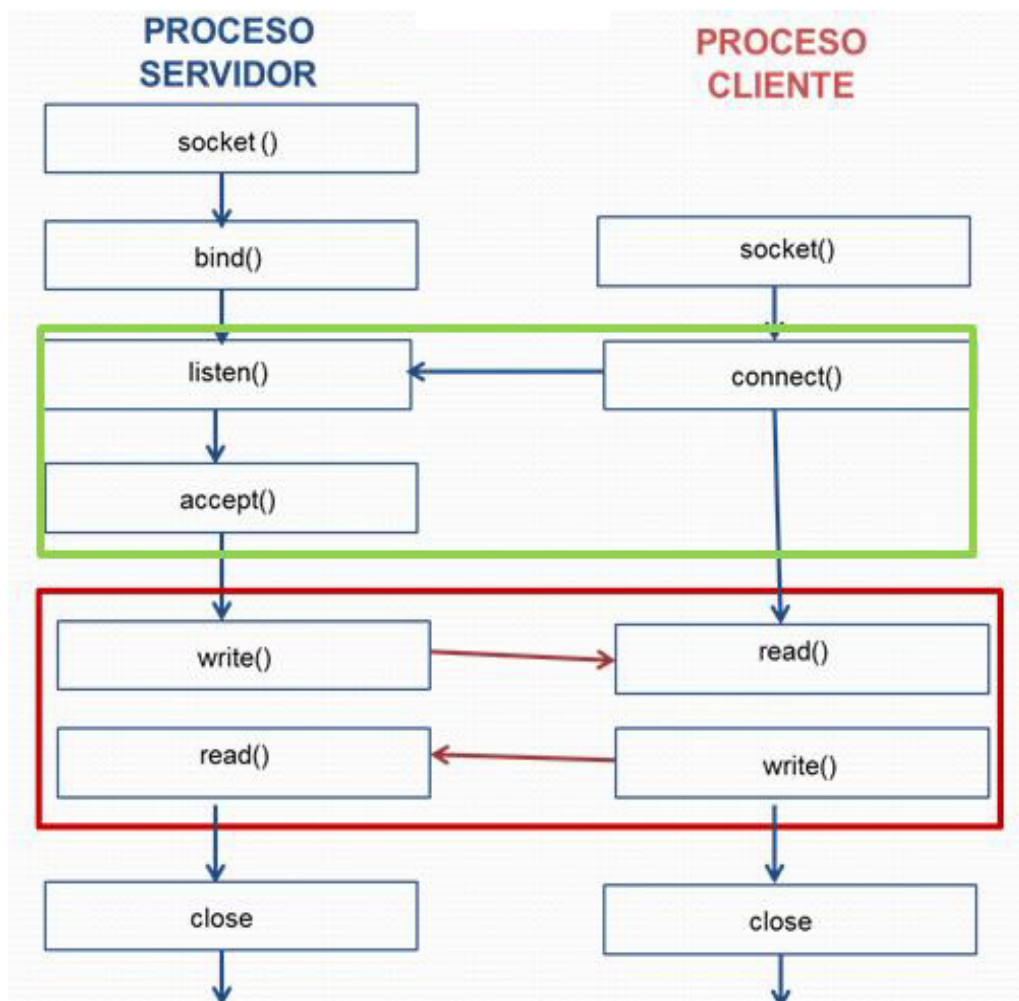 PROCESO
SERVIDOR
PROCESO
CLIENTE
socket ()
bind()
socket()
listen()
connect()
accept()
write()
read()
read()
write()
close
close